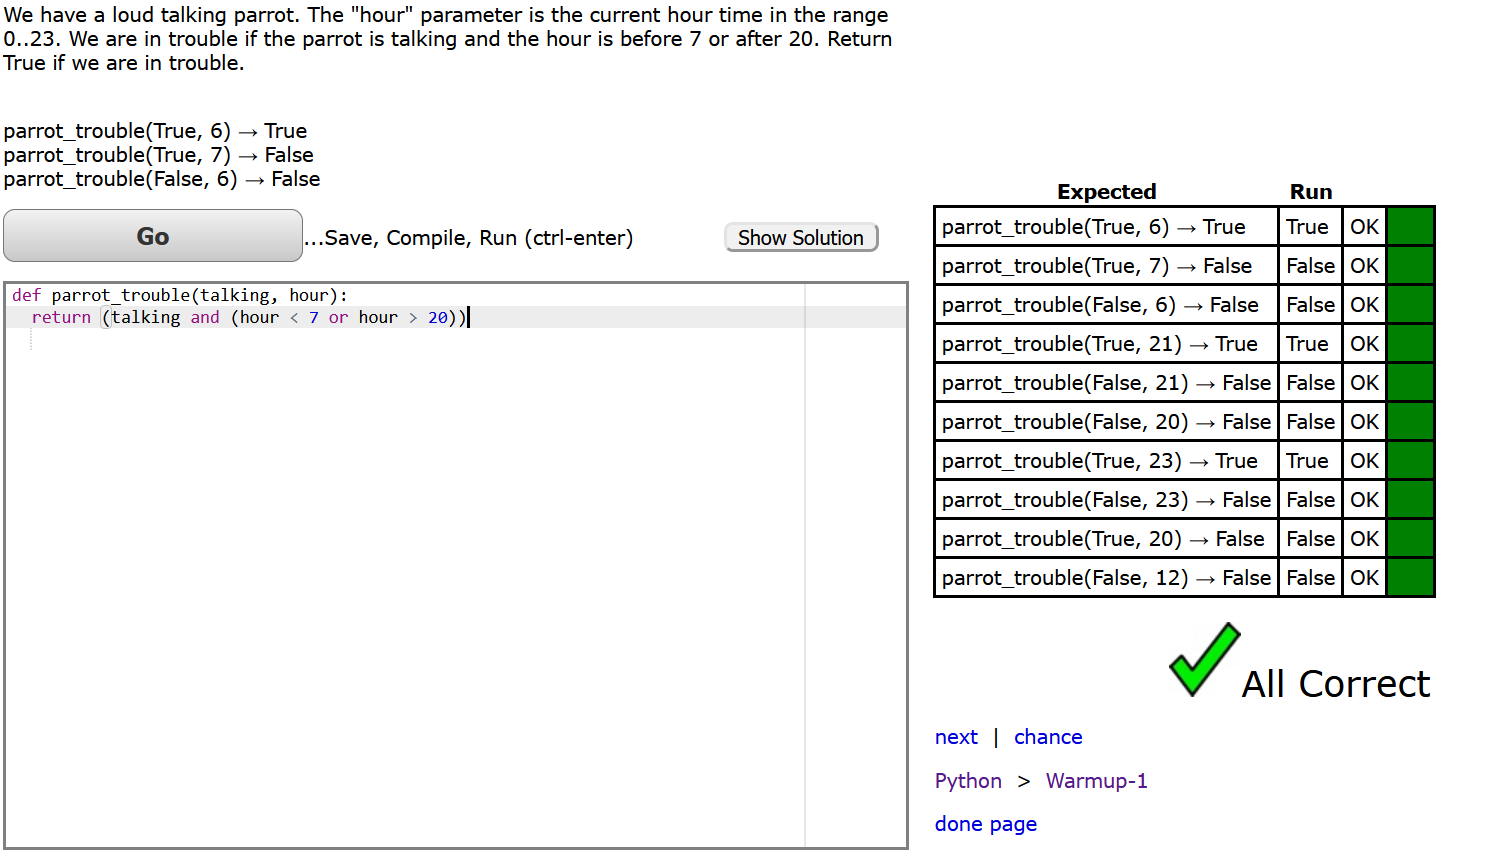 We have a loud talking parrot. The "hour" parameter is the current hour time in the range
0..23. We are in trouble if the parrot is talking and the hour is before 7 or after 20. Return
True if we are in trouble.
parrot_trouble(True, 6) → True
parrot_trouble(True, 7) → False
parrot_trouble(False, 6) → False
Go ...Save, Compile, Run (ctrl-enter) Show Solution
def parrot_trouble(talking, hour):
  return (talking and (hour < 7 or hour > 20))
Expected Run
parrot_trouble(True, 6) → True True OK
parrot_trouble(True, 7) → False False OK
parrot_trouble(False, 6) → False False OK
parrot_trouble(True, 21) → True True OK
parrot_trouble(False, 21) → False False OK
parrot_trouble(False, 20) → False False OK
parrot_trouble(True, 23) → True True OK
parrot_trouble(False, 23) → False False OK
parrot_trouble(True, 20) → False False OK
parrot_trouble(False, 12) → False False OK
All Correct
next | chance
Python > Warmup-1
done page